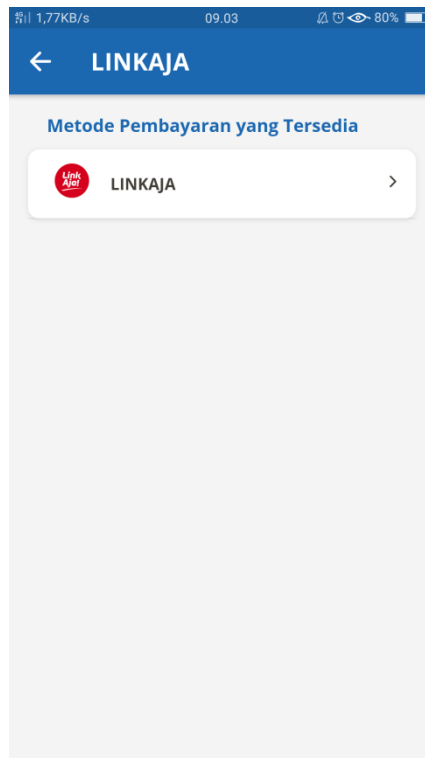 1,77KB/s 09.03 80%
LINKAJA
Metode Pembayaran yang Tersedia
Link
Aja!
LINKAJA